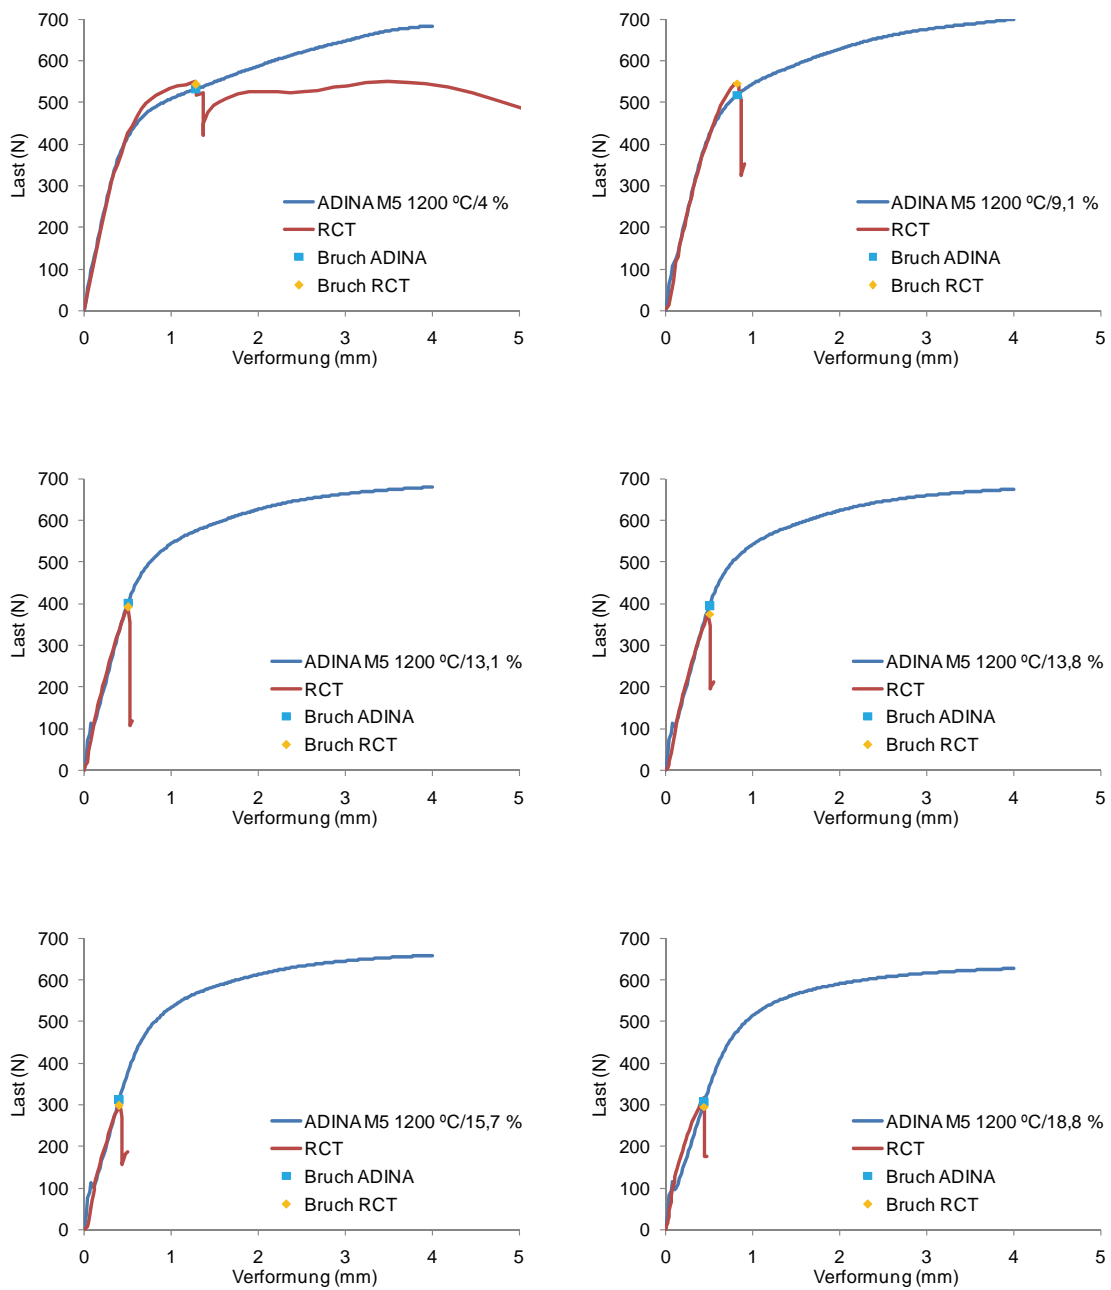 700
600
500
400
300
200
100
0
Last (N)
0 1 2 3 4 5
Verformung (mm)
ADINA M5 1200 ºC/4 %
RCT
Bruch ADINA
Bruch RCT
700
600
500
400
300
200
100
0
Last (N)
0 1 2 3 4 5
Verformung (mm)
ADINA M5 1200 ºC/9,1 %
RCT
Bruch ADINA
Bruch RCT
700
600
500
400
300
200
100
0
Last (N)
0 1 2 3 4 5
Verformung (mm)
ADINA M5 1200 ºC/13,1 %
RCT
Bruch ADINA
Bruch RCT
700
600
500
400
300
200
100
0
Last (N)
0 1 2 3 4 5
Verformung (mm)
ADINA M5 1200 ºC/13,8 %
RCT
Bruch ADINA
Bruch RCT
700
600
500
400
300
200
100
0
Last (N)
0 1 2 3 4 5
Verformung (mm)
ADINA M5 1200 ºC/15,7 %
RCT
Bruch ADINA
Bruch RCT
700
600
500
400
300
200
100
0
Last (N)
0 1 2 3 4 5
Verformung (mm)
ADINA M5 1200 ºC/18,8 %
RCT
Bruch ADINA
Bruch RCT